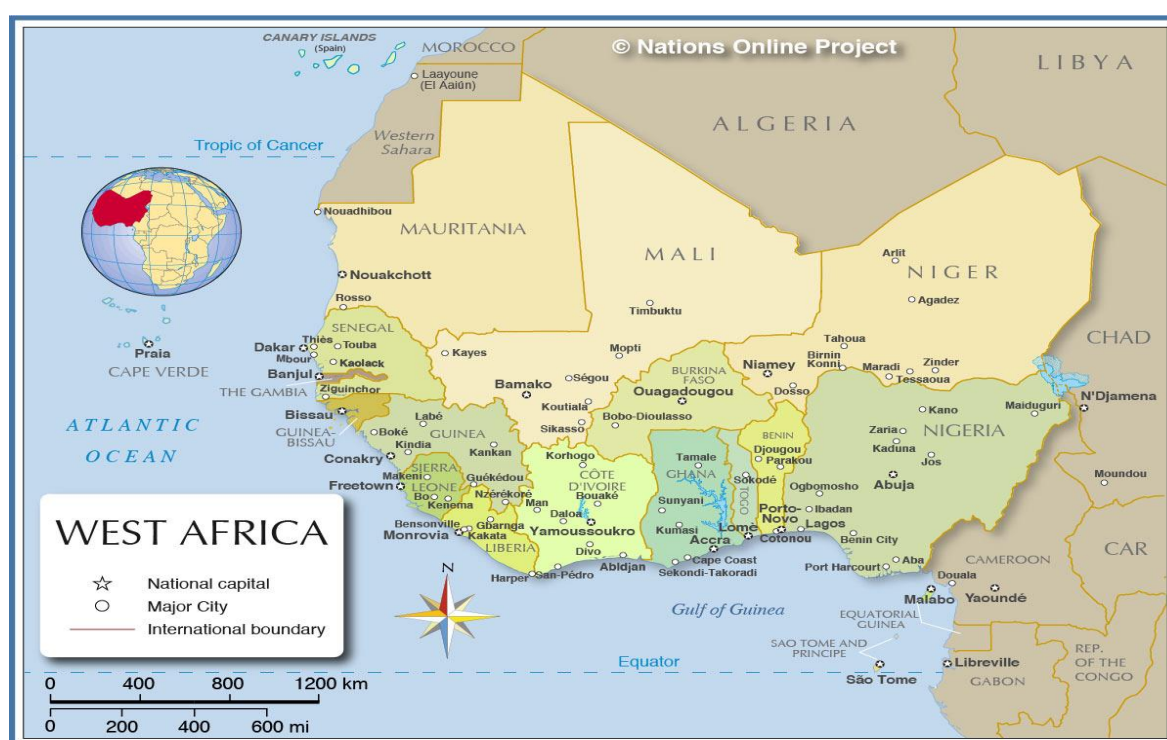 CANARY ISLANDS
(Spain)
MOROCCO
© Nations Online Project
LIBYA
Laayoune
(El Aaiún)
ALGERIA
Western
Sahara
Tropic of Cancer
Nouadhibou
MAURITANIA
MALI
NIGER
Arlit
Nouakchott
Agadez
Rosso
Timbuktu
SENEGAL
CHAD
Praia
CAPE VERDE
Dakar
Thiès
Touba
Mbour
Kaolack
Kayes
Mopti
Tahoua
Birnin
Konni
Zinder
Maradi
Tessaoua
Niamey
Dosso
Banjul
THE GAMBIA
Ziguinchor
Bamako
Ségou
BURKINA
FASO
Ouagadougou
Koutiala
Bissau
GUINEA-
BISSAU
Labé
GUINEA
Sikasso
Bobo-Dioulasso
Kano
Maiduguri
N'Djamena
ATLANTIC
OCEAN
Boké
Kindia
Kankan
Zaria
Kaduna
NIGERIA
Jos
Conakry
Korhogo
Tamale
GHANA
BENIN
Djougou
Parakou
Makeni
SIERRA
LEONE
Guékédou
CÔTE
D'IVOIRE
Sokodé
TOGO
Abuja
Moundou
Freetown
Bo
Kenema
Nzérékoré
Man
Bouaké
Sunyani
Ogbomosho
Ibadan
Daloa
Yamoussoukro
Kumasi
Lomè
Porto-
Novo
Lagos
Bensonville
Gbarnga
Kakata
Monrovia
LIBERIA
Divo
Accra
Cotonou
Benin City
CAR
Harper
San-Pédro
Abidjan
Cape Coast
Sekondi-Takoradi
Port Harcourt
Aba
CAMEROON
Douala
Malabo
Yaoundé
Gulf of Guinea
EQUATORIAL
GUINEA
SAO TOME AND
PRINCIPE
REP.
OF THE
CONGO
Equator
São Tome
Libreville
GABON
N
WEST AFRICA
National capital
Major City
International boundary
0 400 800 1200 km
0 200 400 600 mi